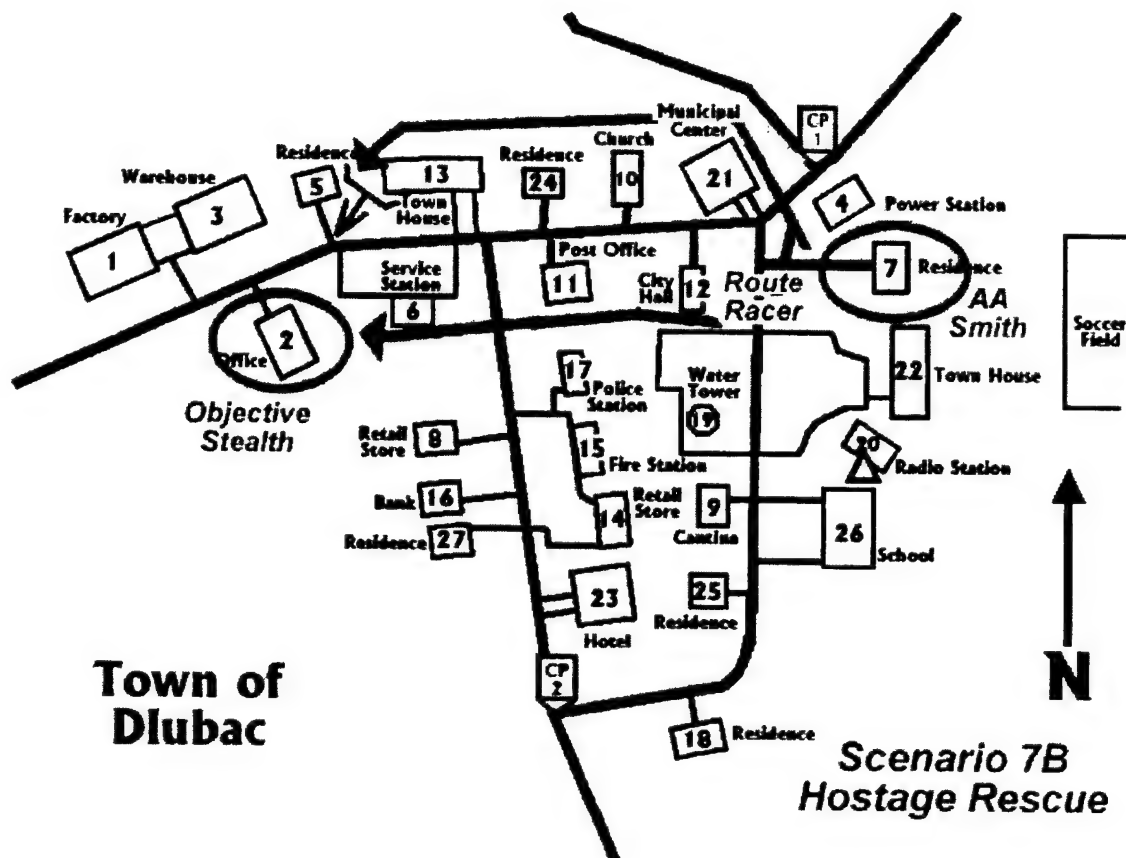 Municipal
Center
CP
1
Church
Residence
Residence
Warehouse
Factory
13
24
10
21
5
4
Power Station
3
Town
House
1
Post Office
Service
Station
11
City
Hall
12
Route
Racer
7
Residence
AA
Smith
6
2
Office
Objective
Stealth
Soccer
Field
17
Police
Station
Water
Tower
19
22
Town House
Retail
Store
8
15
Fire Station
20
Radio Station
Bank
16
14
Retail
Store
9
Cantina
26
School
Residence
27
23
Hotel
25
Residence
N
CP
2
Town of
Dlubac
18
Residence
Scenario 7B
Hostage Rescue